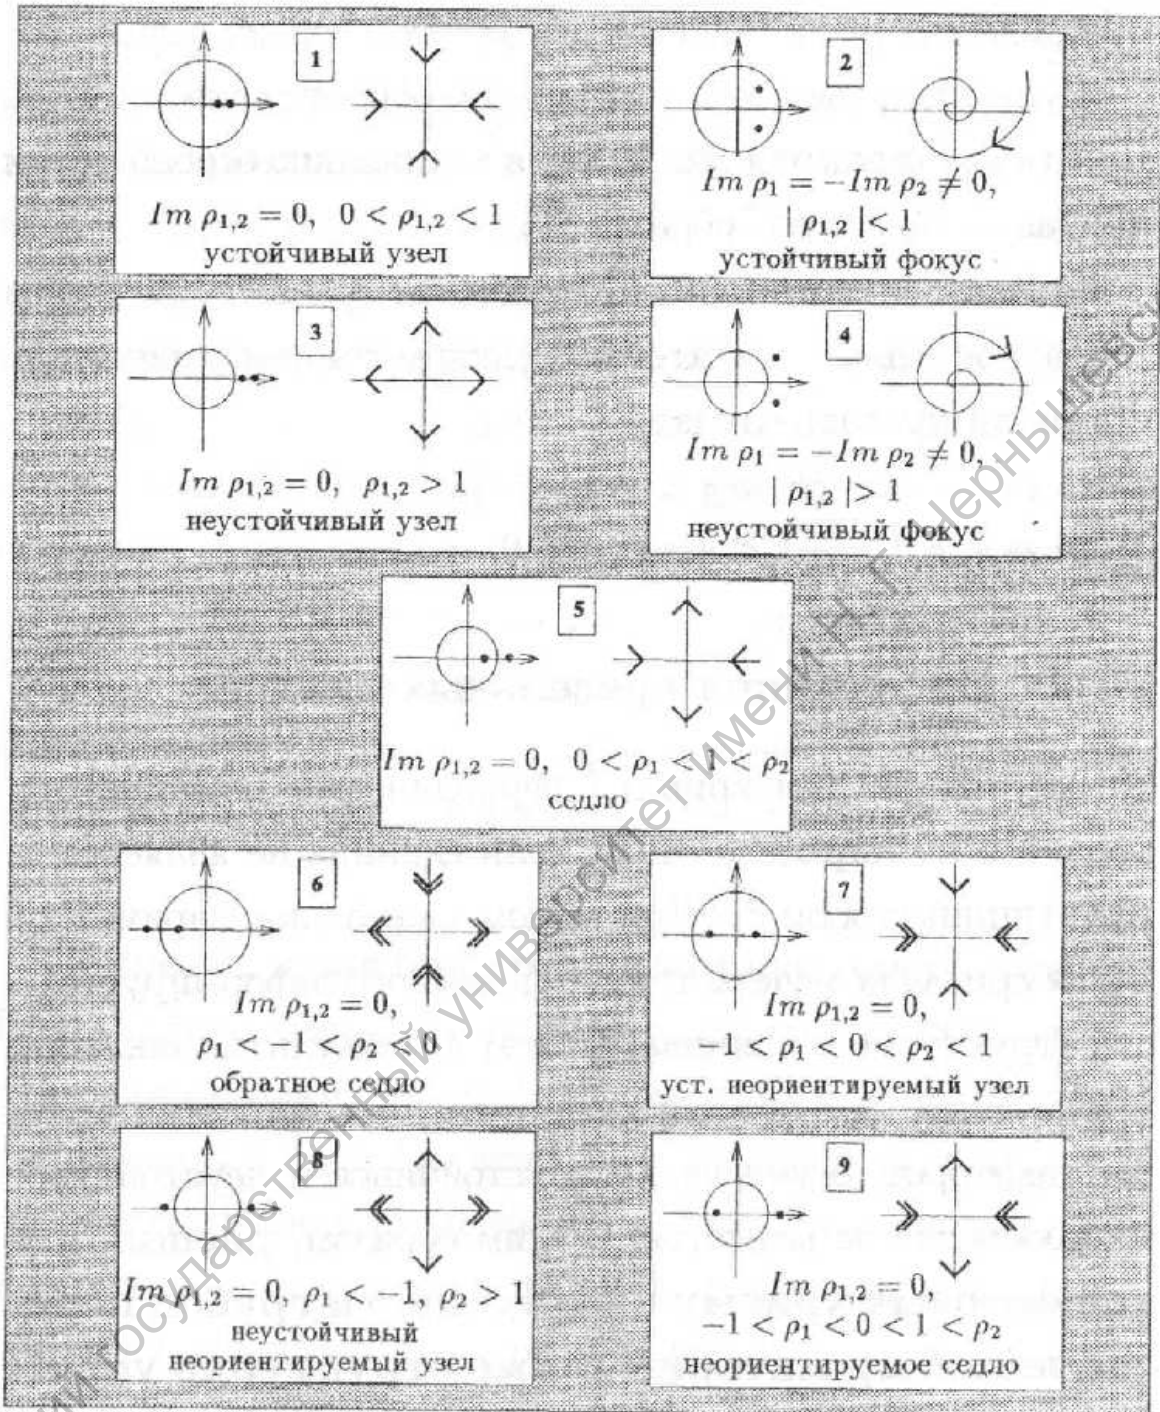 1
Im ρ₁,₂ = 0, 0 < ρ₁,₂ < 1
устойчивый узел
2
Im ρ₁ = −Im ρ₂ ≠ 0,
| ρ₁,₂ |< 1
устойчивый фокус
3
Im ρ₁,₂ = 0, ρ₁,₂ > 1
неустойчивый узел
4
Im ρ₁ = −Im ρ₂ ≠ 0,
| ρ₁,₂ |> 1
неустойчивый фокус
5
Im ρ₁,₂ = 0, 0 < ρ₁ < 1 < ρ₂
седло
6
Im ρ₁,₂ = 0,
ρ₁ < −1 < ρ₂ < 0
обратное седло
7
Im ρ₁,₂ = 0,
−1 < ρ₁ < 0 < ρ₂ < 1
уст. неориентируемый узел
8
Im ρ₁,₂ = 0, ρ₁ < −1, ρ₂ > 1
неустойчивый
неориентируемый узел
9
Im ρ₁,₂ = 0,
−1 < ρ₁ < 0 < 1 < ρ₂
неориентируемое седло
государственный университет имени Н. Г. Чернышевс